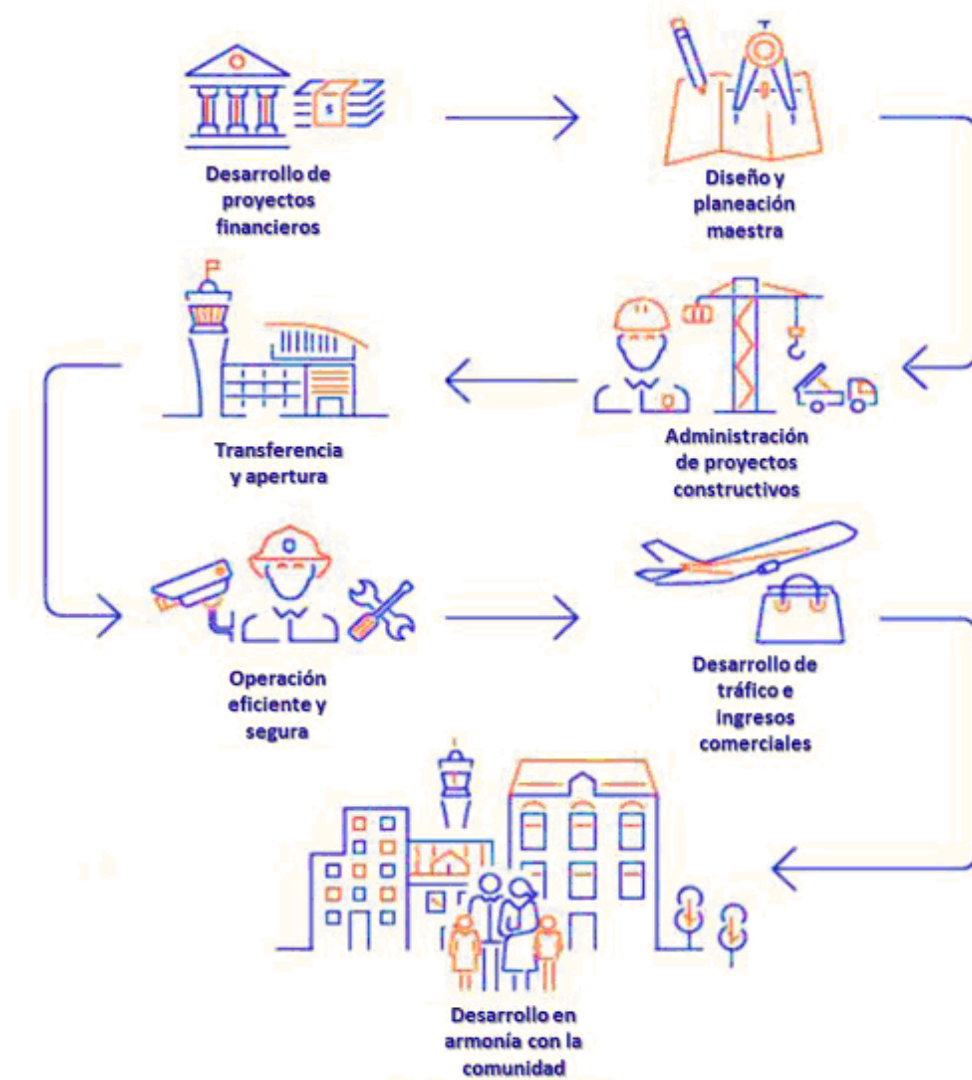 $
Desarrollo de
proyectos
financieros
Diseño y
planeación
maestra
Administración
de proyectos
constructivos
Transferencia
y apertura
Operación
eficiente y
segura
Desarrollo de
tráfico e
ingresos
comerciales
Desarrollo en
armonía con la
comunidad